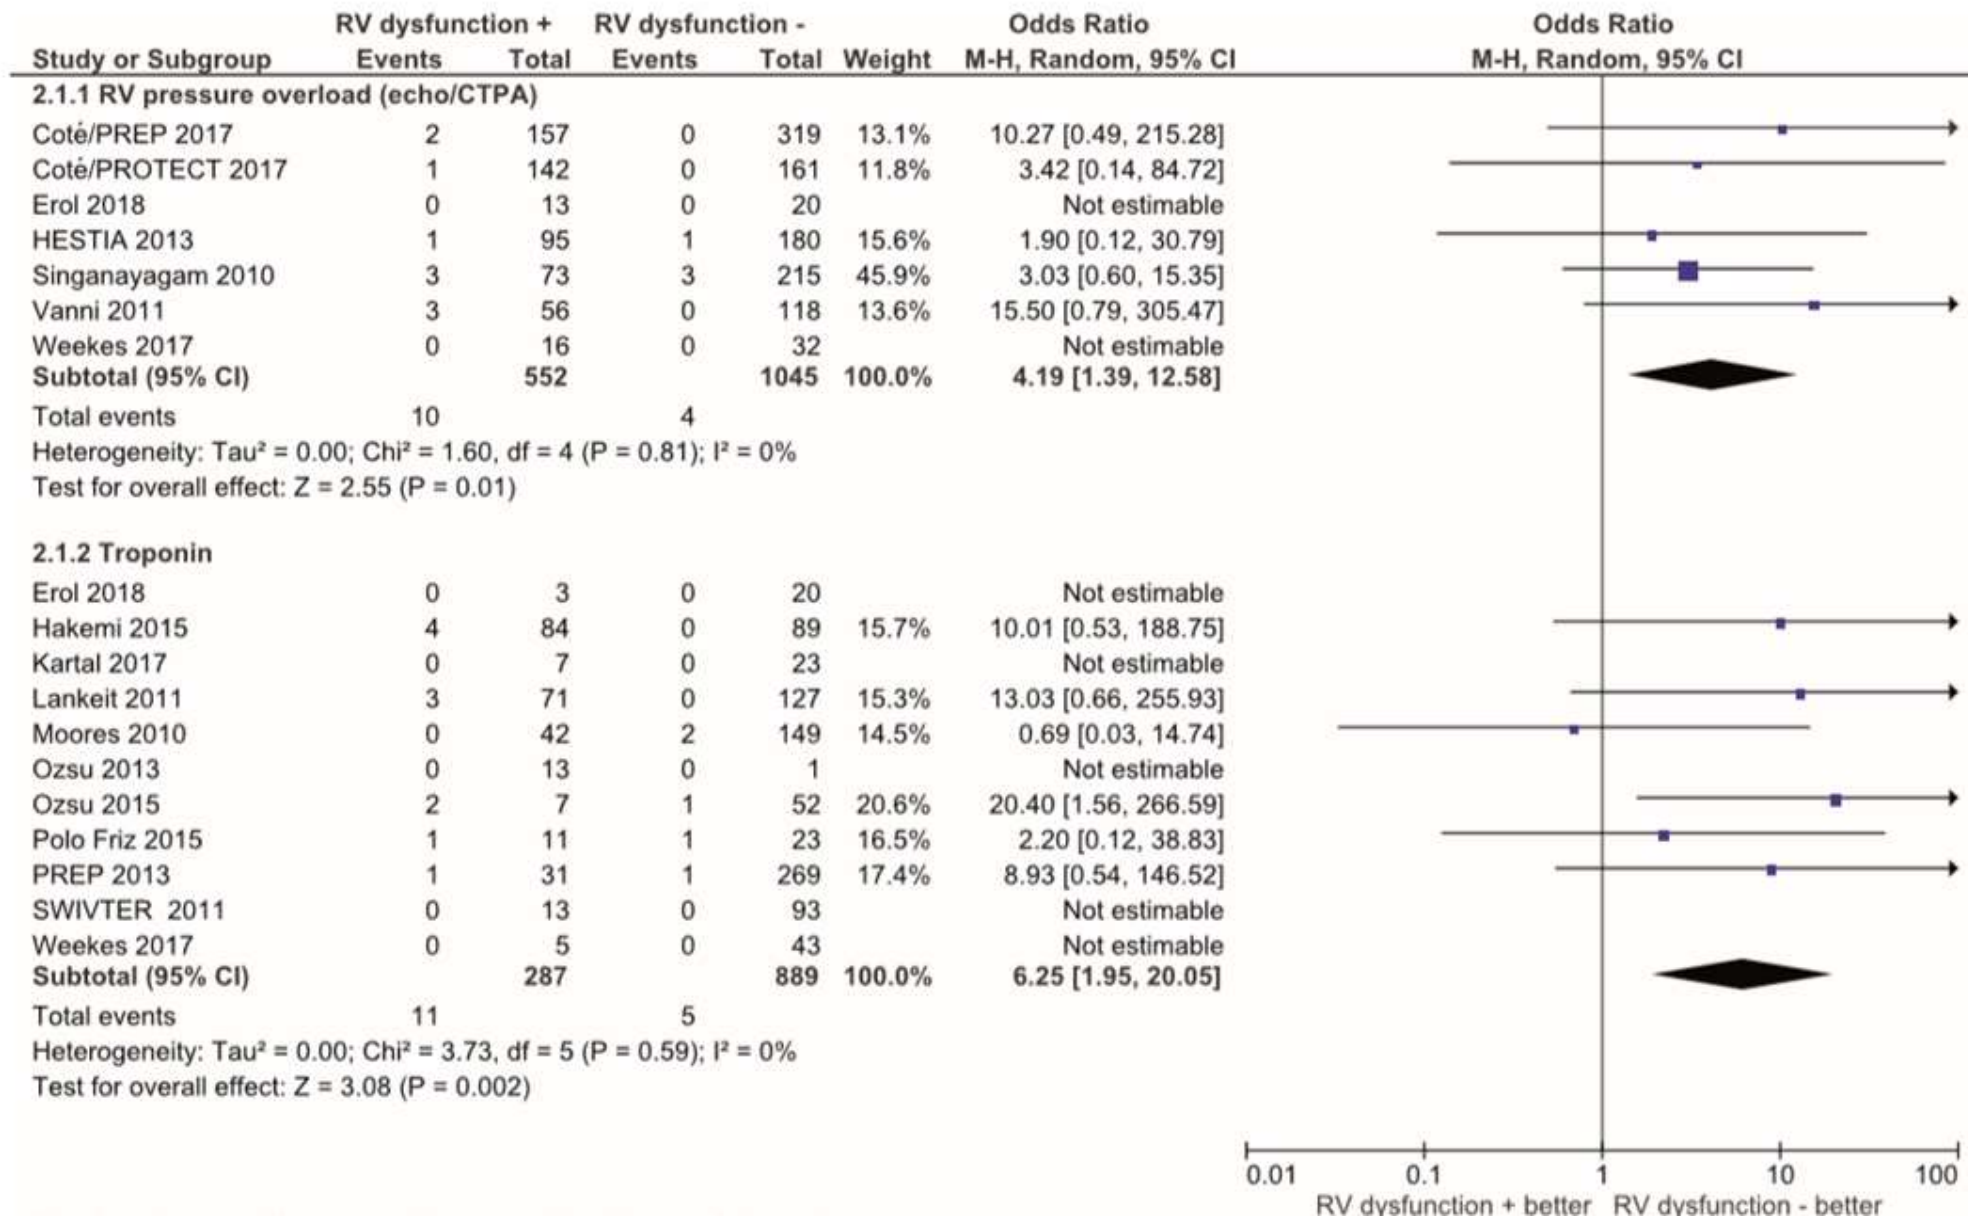 RV dysfunction + RV dysfunction - Odds Ratio Odds Ratio
Study or Subgroup Events Total Events Total Weight M-H, Random, 95% CI M-H, Random, 95% CI
2.1.1 RV pressure overload (echo/CTPA)
Coté/PREP 2017 2 157 0 319 13.1% 10.27 [0.49, 215.28]
Coté/PROTECT 2017 1 142 0 161 11.8% 3.42 [0.14, 84.72]
Erol 2018 0 13 0 20 Not estimable
HESTIA 2013 1 95 1 180 15.6% 1.90 [0.12, 30.79]
Singanayagam 2010 3 73 3 215 45.9% 3.03 [0.60, 15.35]
Vanni 2011 3 56 0 118 13.6% 15.50 [0.79, 305.47]
Weekes 2017 0 16 0 32 Not estimable
Subtotal (95% CI) 552 1045 100.0% 4.19 [1.39, 12.58]
Total events 10 4
Heterogeneity: Tau² = 0.00; Chi² = 1.60, df = 4 (P = 0.81); I² = 0%
Test for overall effect: Z = 2.55 (P = 0.01)
2.1.2 Troponin
Erol 2018 0 3 0 20 Not estimable
Hakemi 2015 4 84 0 89 15.7% 10.01 [0.53, 188.75]
Kartal 2017 0 7 0 23 Not estimable
Lankeit 2011 3 71 0 127 15.3% 13.03 [0.66, 255.93]
Moores 2010 0 42 2 149 14.5% 0.69 [0.03, 14.74]
Ozsu 2013 0 13 0 1 Not estimable
Ozsu 2015 2 7 1 52 20.6% 20.40 [1.56, 266.59]
Polo Friz 2015 1 11 1 23 16.5% 2.20 [0.12, 38.83]
PREP 2013 1 31 1 269 17.4% 8.93 [0.54, 146.52]
SWIVTER 2011 0 13 0 93 Not estimable
Weekes 2017 0 5 0 43 Not estimable
Subtotal (95% CI) 287 889 100.0% 6.25 [1.95, 20.05]
Total events 11 5
Heterogeneity: Tau² = 0.00; Chi² = 3.73, df = 5 (P = 0.59); I² = 0%
Test for overall effect: Z = 3.08 (P = 0.002)
0.01 0.1 1 10 100
RV dysfunction + better RV dysfunction - better